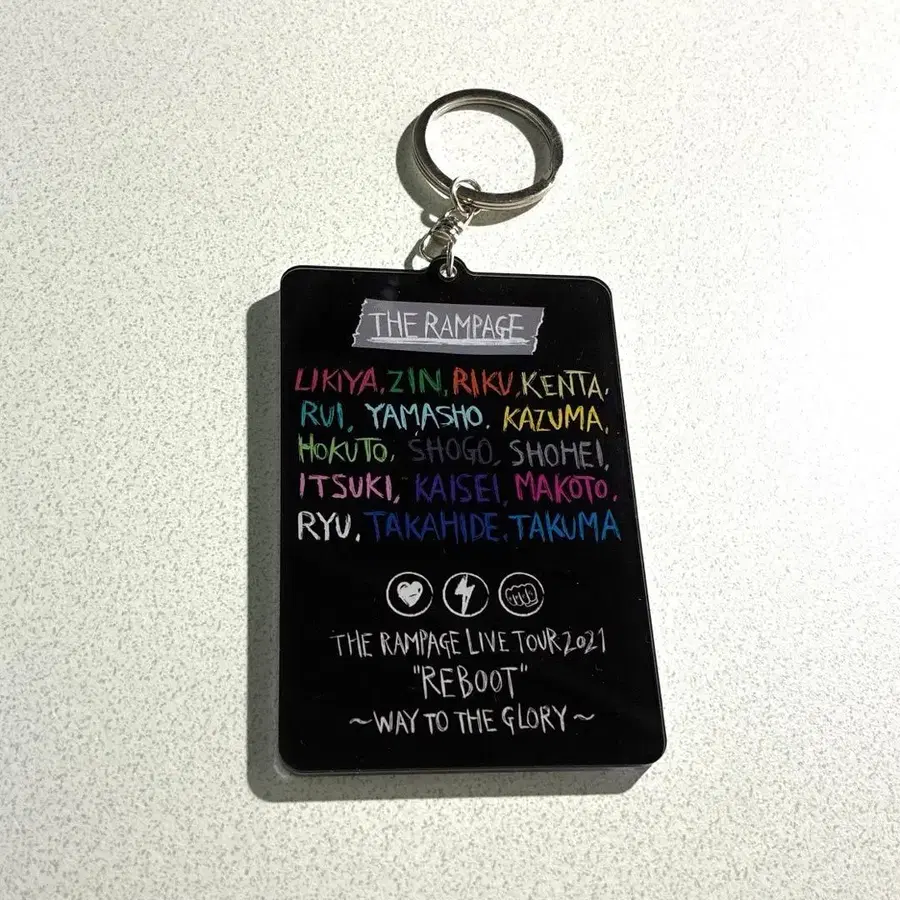 THE RAMPAGE
LIKIYA, ZIN, RIKU, KENTA,
RUI, YAMASHO, KAZUMA,
HOKUTO, SHOGO, SHOHEI,
ITSUKI, KAISEI, MAKOTO,
RYU, TAKAHIDE, TAKUMA
THE RAMPAGE LIVE TOUR 2021
"REBOOT"
~WAY TO THE GLORY~